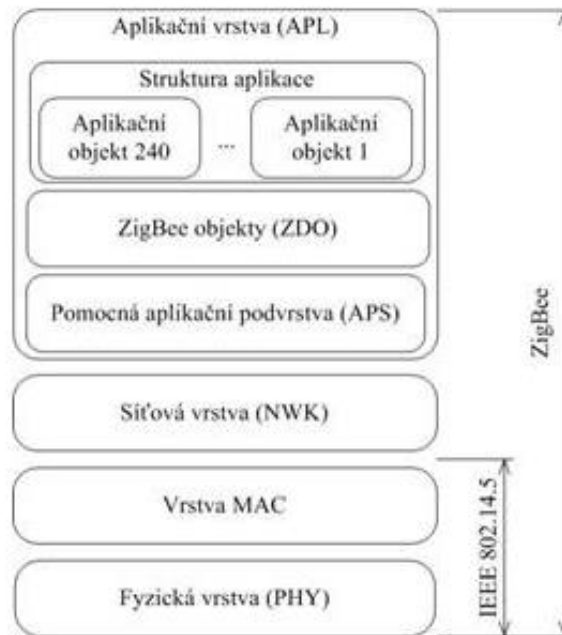 Aplikační vrstva (APL)
Struktura aplikace
Aplikační
objekt 240
...
Aplikační
objekt 1
ZigBee objekty (ZDO)
Pomocná aplikační podvrstva (APS)
Síťová vrstva (NWK)
Vrstva MAC
Fyzická vrstva (PHY)
IEEE 802.14.5
ZigBee